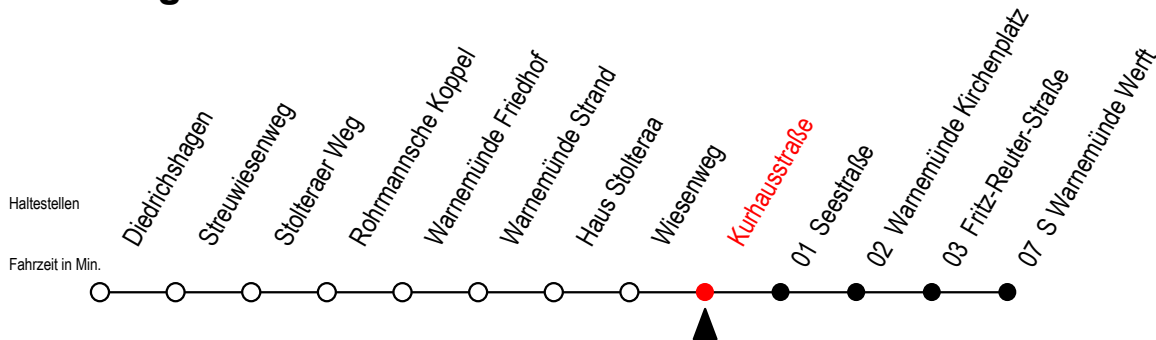 g
Haltestellen
Fahrzeit in Min.
Diedrichshagen
Streuwiesenweg
Stolteraer Weg
Rohrmannsche Koppel
Warnemünde Friedhof
Warnemünde Strand
Haus Stolteraa
Wiesenweg
Kurhausstraße
01 Seestraße
02 Warnemünde Kirchenplatz
03 Fritz-Reuter-Straße
07 S Warnemünde Werft